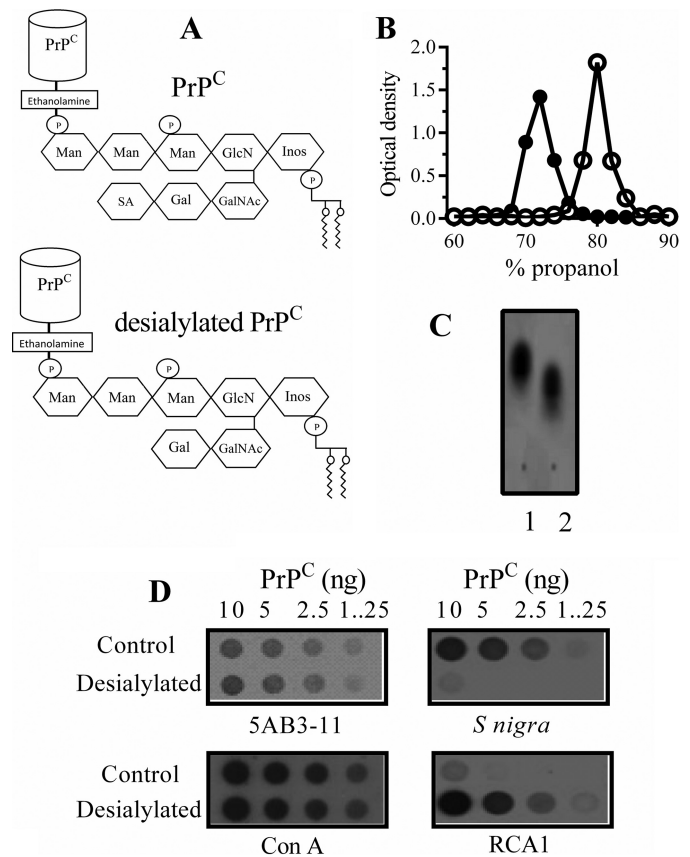 A
PrP^C
Ethanolamine
PrP^C
P
P
Man Man Man GlcN Inos
P
SA Gal GalNAc
PrP^C
desialylated PrP^C
Ethanolamine
P
P
Man Man Man GlcN Inos
P
Gal GalNAc
B
Optical density
2.0
1.5
1.0
0.5
0.0
60 70 80 90
% propanol
C
1 2
D
PrP^C (ng)
10 5 2.5 1..25
Control
Desialylated
5AB3-11
PrP^C (ng)
10 5 2.5 1..25
S nigra
Control
Desialylated
Con A
RCA1